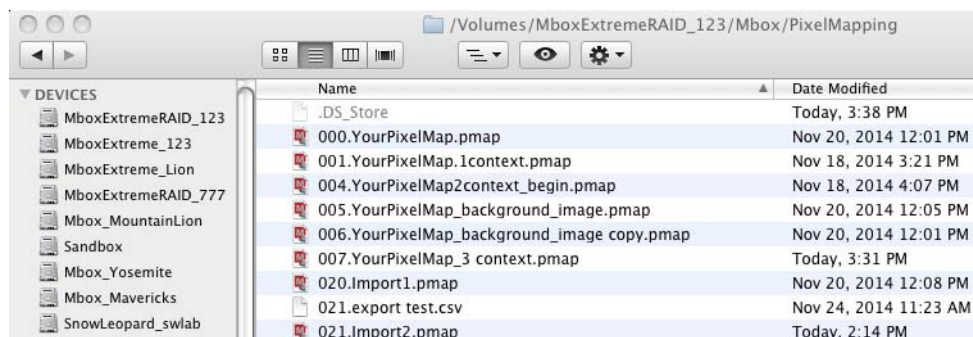 /Volumes/MboxExtremeRAID_123/Mbox/PixelMapping
DEVICES
MboxExtremeRAID_123
MboxExtreme_123
MboxExtreme_Lion
MboxExtremeRAID_777
Mbox_MountainLion
Sandbox
Mbox_Yosemite
Mbox_Mavericks
SnowLeopard_swlab
Name Date Modified
.DS_Store Today, 3:38 PM
000.YourPixelMap.pmap Nov 20, 2014 12:01 PM
001.YourPixelMap.1context.pmap Nov 18, 2014 3:21 PM
004.YourPixelMap2context_begin.pmap Nov 18, 2014 4:07 PM
005.YourPixelMap_background_image.pmap Nov 20, 2014 12:05 PM
006.YourPixelMap_background_image copy.pmap Nov 20, 2014 12:01 PM
007.YourPixelMap_3 context.pmap Today, 3:31 PM
020.Import1.pmap Nov 20, 2014 12:08 PM
021.export test.csv Nov 24, 2014 11:23 AM
021.Import2.pmap Today, 2:14 PM